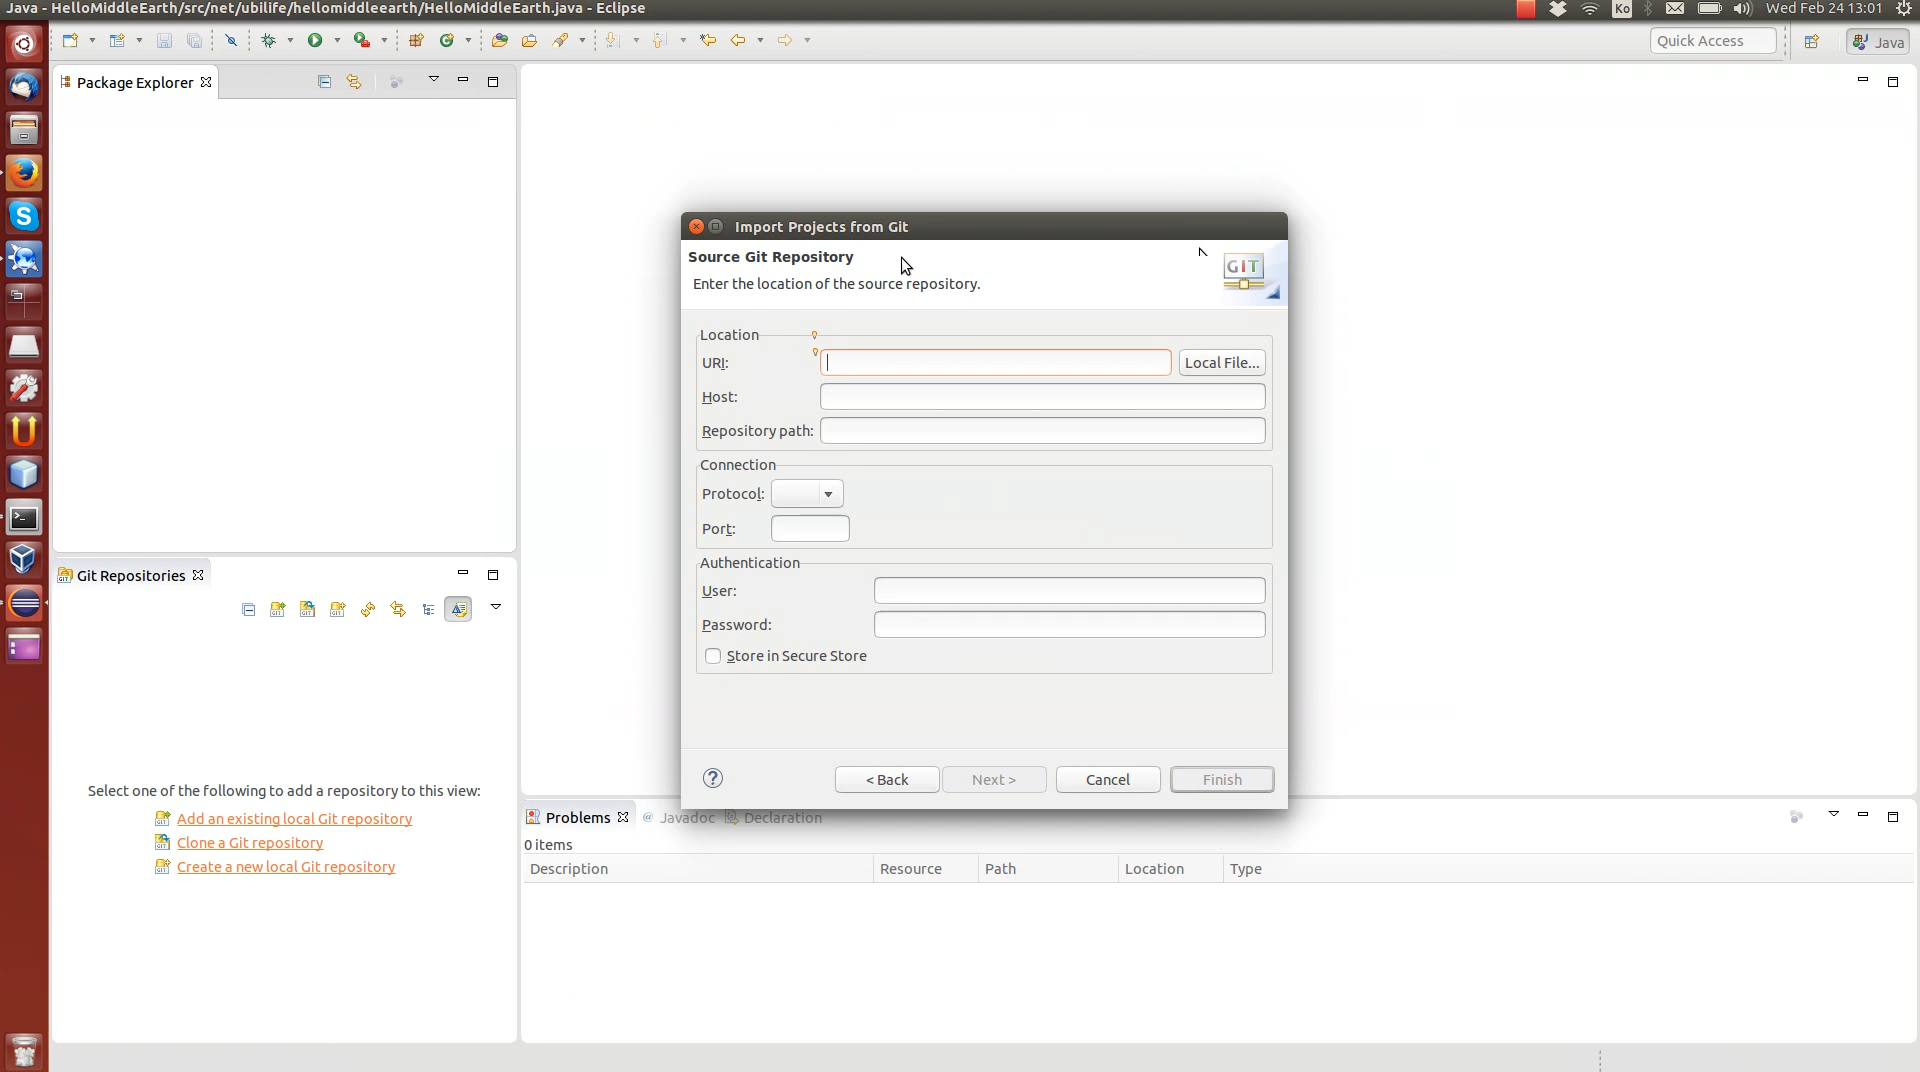 Java - HelloMiddleEarth/src/net/ubilife/hellomiddleearth/HelloMiddleEarth.java - Eclipse
Ko
Wed Feb 24 13:01
Quick Access
Java
Package Explorer
Import Projects from Git
Source Git Repository
Enter the location of the source repository.
GIT
Location
URI:
Local File...
Host:
Repository path:
Connection
Protocol:
Port:
Authentication
User:
Password:
Store in Secure Store
< Back
Next >
Cancel
Finish
Git Repositories
Select one of the following to add a repository to this view:
Add an existing local Git repository
Clone a Git repository
Create a new local Git repository
Problems
@ Javadoc
Declaration
0 items
Description
Resource
Path
Location
Type